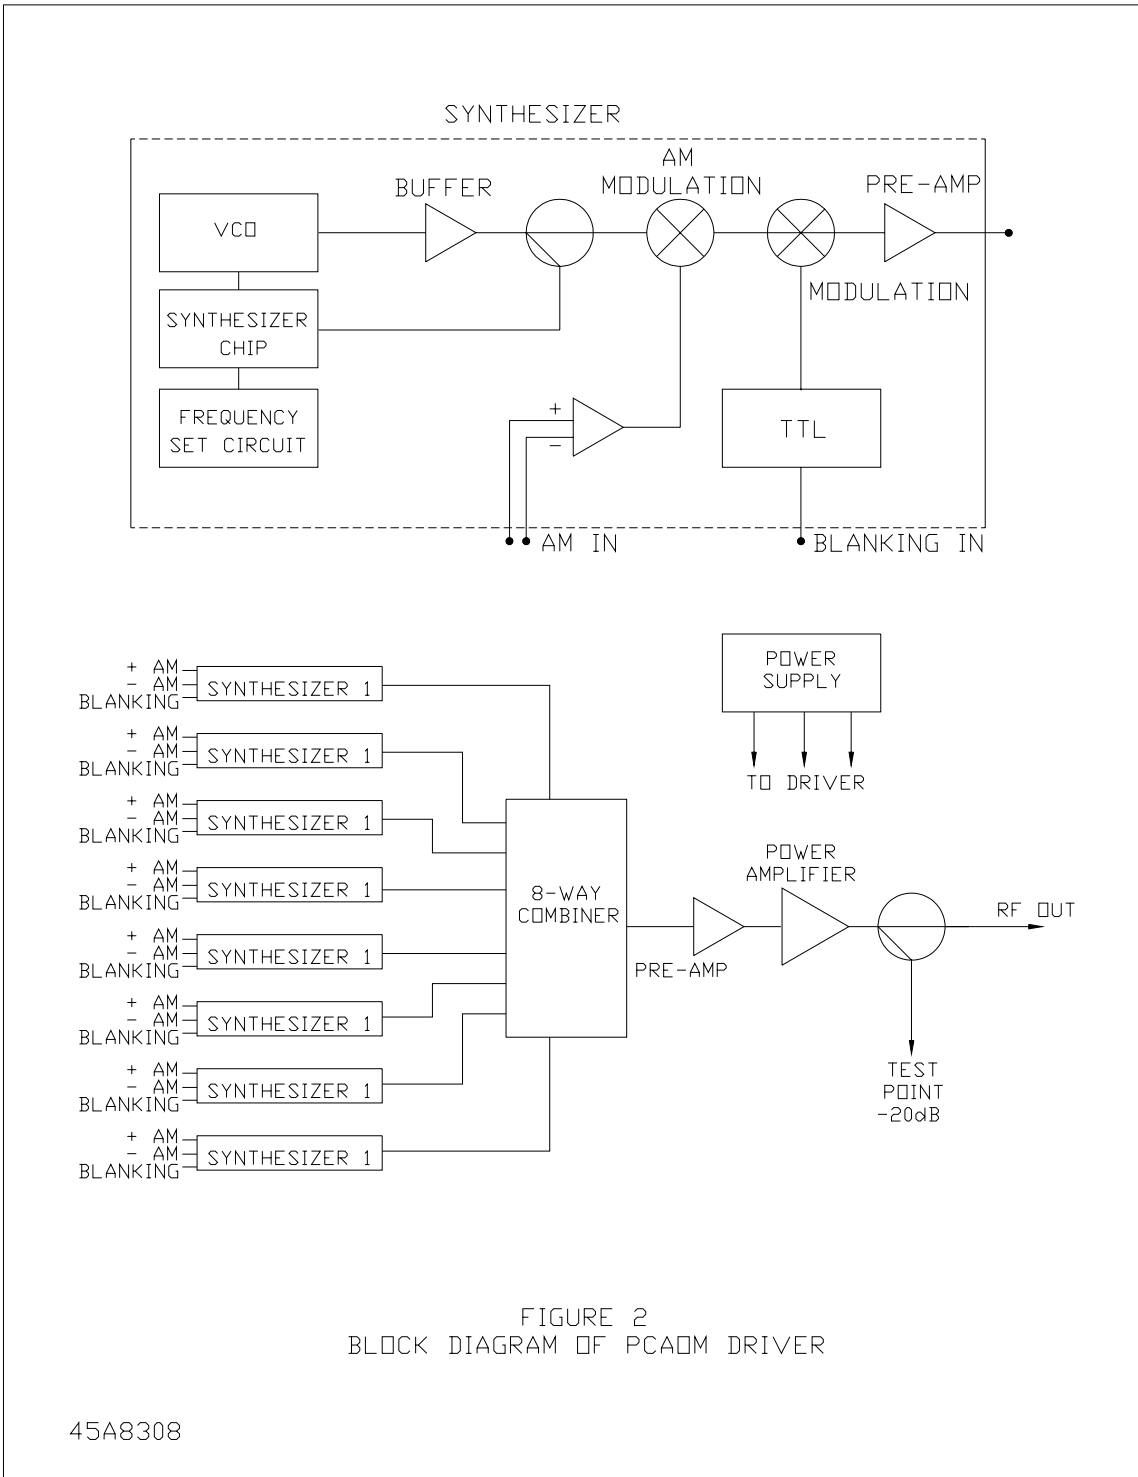 SYNTHESIZER
AM
MODULATION
BUFFER
PRE-AMP
VCO
MODULATION
SYNTHESIZER
CHIP
FREQUENCY
SET CIRCUIT
+
-
TTL
AM IN
BLANKING IN
POWER
SUPPLY
TO DRIVER
+ AM
- AM
BLANKING
SYNTHESIZER 1
+ AM
- AM
BLANKING
SYNTHESIZER 1
+ AM
- AM
BLANKING
SYNTHESIZER 1
+ AM
- AM
BLANKING
SYNTHESIZER 1
+ AM
- AM
BLANKING
SYNTHESIZER 1
+ AM
- AM
BLANKING
SYNTHESIZER 1
+ AM
- AM
BLANKING
SYNTHESIZER 1
+ AM
- AM
BLANKING
SYNTHESIZER 1
8-WAY
COMBINER
PRE-AMP
POWER
AMPLIFIER
RF OUT
TEST
POINT
-20dB
FIGURE 2
BLOCK DIAGRAM OF PCAOM DRIVER
45A8308